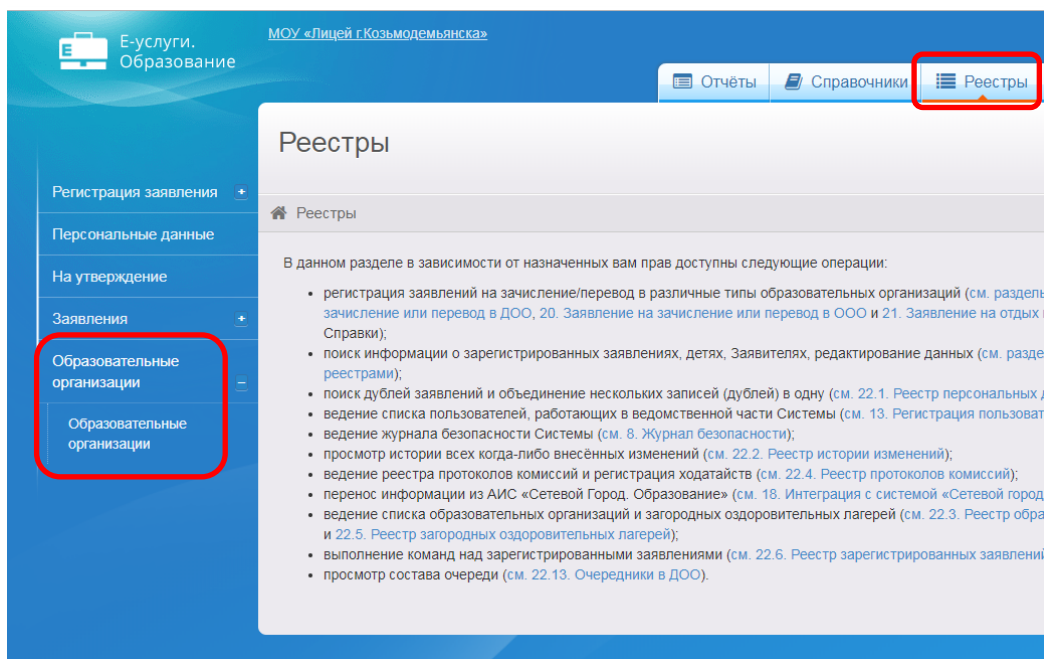 Е-услуги.
Образование
МОУ «Лицей г.Козьмодемьянска»
Отчёты
Справочники
Реестры
Реестры
Регистрация заявления
Персональные данные
На утверждение
Заявления
Образовательные
организации
Образовательные
организации
Реестры
В данном разделе в зависимости от назначенных вам прав доступны следующие операции:
• регистрация заявлений на зачисление/перевод в различные типы образовательных организаций (см. разделы
зачисление или перевод в ДОО, 20. Заявление на зачисление или перевод в ООО и 21. Заявление на отдых
Справки);
• поиск информации о зарегистрированных заявлениях, детях, Заявителях, редактирование данных (см. разде
реестрами);
• поиск дублей заявлений и объединение нескольких записей (дублей) в одну (см. 22.1. Реестр персональных
• ведение списка пользователей, работающих в ведомственной части Системы (см. 13. Регистрация пользоват
• ведение журнала безопасности Системы (см. 8. Журнал безопасности);
• просмотр истории всех когда-либо внесённых изменений (см. 22.2. Реестр истории изменений);
• ведение реестра протоколов комиссий и регистрация ходатайств (см. 22.4. Реестр протоколов комиссий);
• перенос информации из АИС «Сетевой Город. Образование» (см. 18. Интеграция с системой «Сетевой город
• ведение списка образовательных организаций и загородных оздоровительных лагерей (см. 22.3. Реестр обра
и 22.5. Реестр загородных оздоровительных лагерей);
• выполнение команд над зарегистрированными заявлениями (см. 22.6. Реестр зарегистрированных заявлений
• просмотр состава очереди (см. 22.13. Очередники в ДОО).